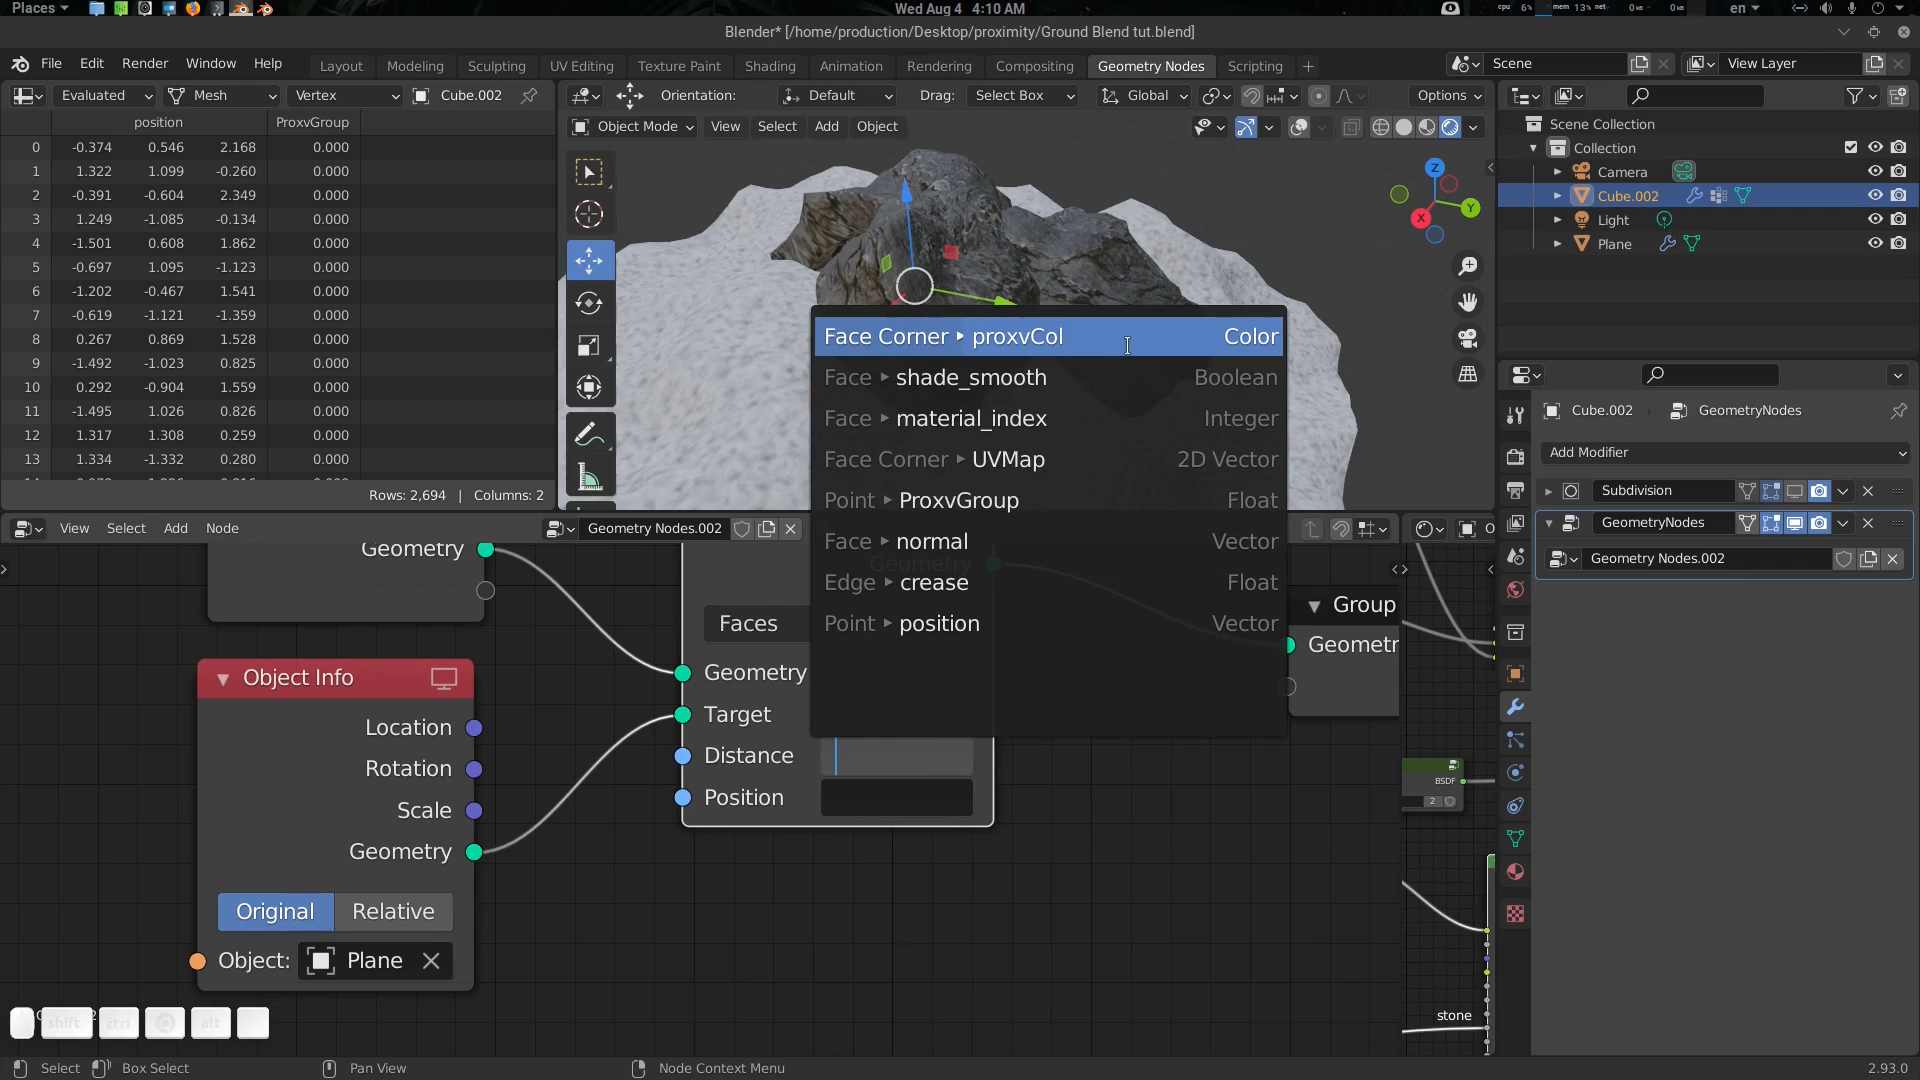 Places
Wed Aug 4 4:10 AM
cpu 6% mem 13% net
en
Blender* [/home/production/Desktop/proximity/Ground Blend tut.blend]
File Edit Render Window Help
Layout Modeling Sculpting UV Editing Texture Paint Shading Animation Rendering Compositing Geometry Nodes Scripting +
Scene
View Layer
Evaluated Mesh Vertex Cube.002
Orientation: Default Drag: Select Box Global Options
Object Mode View Select Add Object
position ProxvGroup
0 -0.374 0.546 2.168 0.000
1 1.322 1.099 -0.260 0.000
2 -0.391 -0.604 2.349 0.000
3 1.249 -1.085 -0.134 0.000
4 -1.501 0.608 1.862 0.000
5 -0.697 1.095 -1.123 0.000
6 -1.202 -0.467 1.541 0.000
7 -0.619 -1.121 -1.359 0.000
8 0.267 0.869 1.528 0.000
9 -1.492 -1.023 0.825 0.000
10 0.292 -0.904 1.559 0.000
11 -1.495 1.026 0.826 0.000
12 1.317 1.308 0.259 0.000
13 1.334 -1.332 0.280 0.000
Rows: 2,694 | Columns: 2
Z
Y
X
Scene Collection
Collection
Camera
Cube.002
Light
Plane
Cube.002 GeometryNodes
Add Modifier
Subdivision
GeometryNodes
Geometry Nodes.002
View Select Add Node
Geometry Nodes.002
Face Corner ▸ proxvCol Color
Face ▸ shade_smooth Boolean
Face ▸ material_index Integer
Face Corner ▸ UVMap 2D Vector
Point ▸ ProxvGroup Float
Face ▸ normal Vector
Edge ▸ crease Float
Point ▸ position Vector
Geometry
Geometry
Object Info
Location
Rotation
Scale
Geometry
Original Relative
Object: Plane
Faces
Geometry
Target
Distance
Position
Group
Geometr
BSDF
2
stone
shift ctrl alt
Select Box Select Pan View Node Context Menu
2.93.0